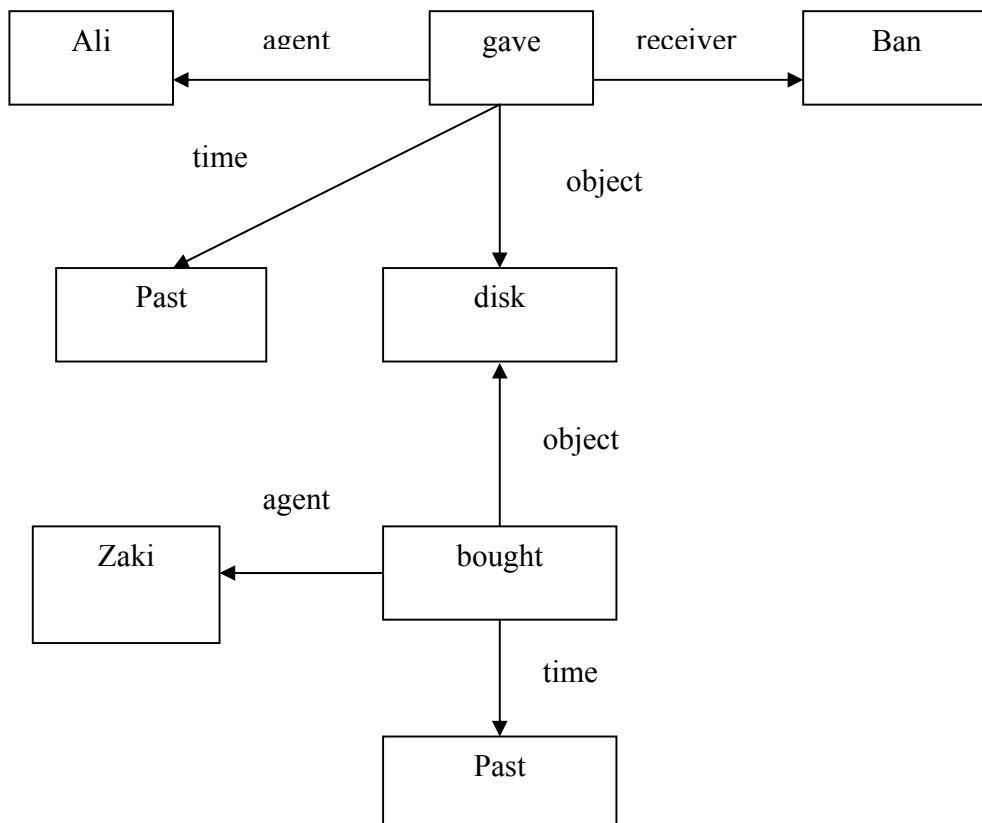 Ali
agent
gave
receiver
Ban
time
object
Past
disk
object
agent
Zaki
bought
time
Past